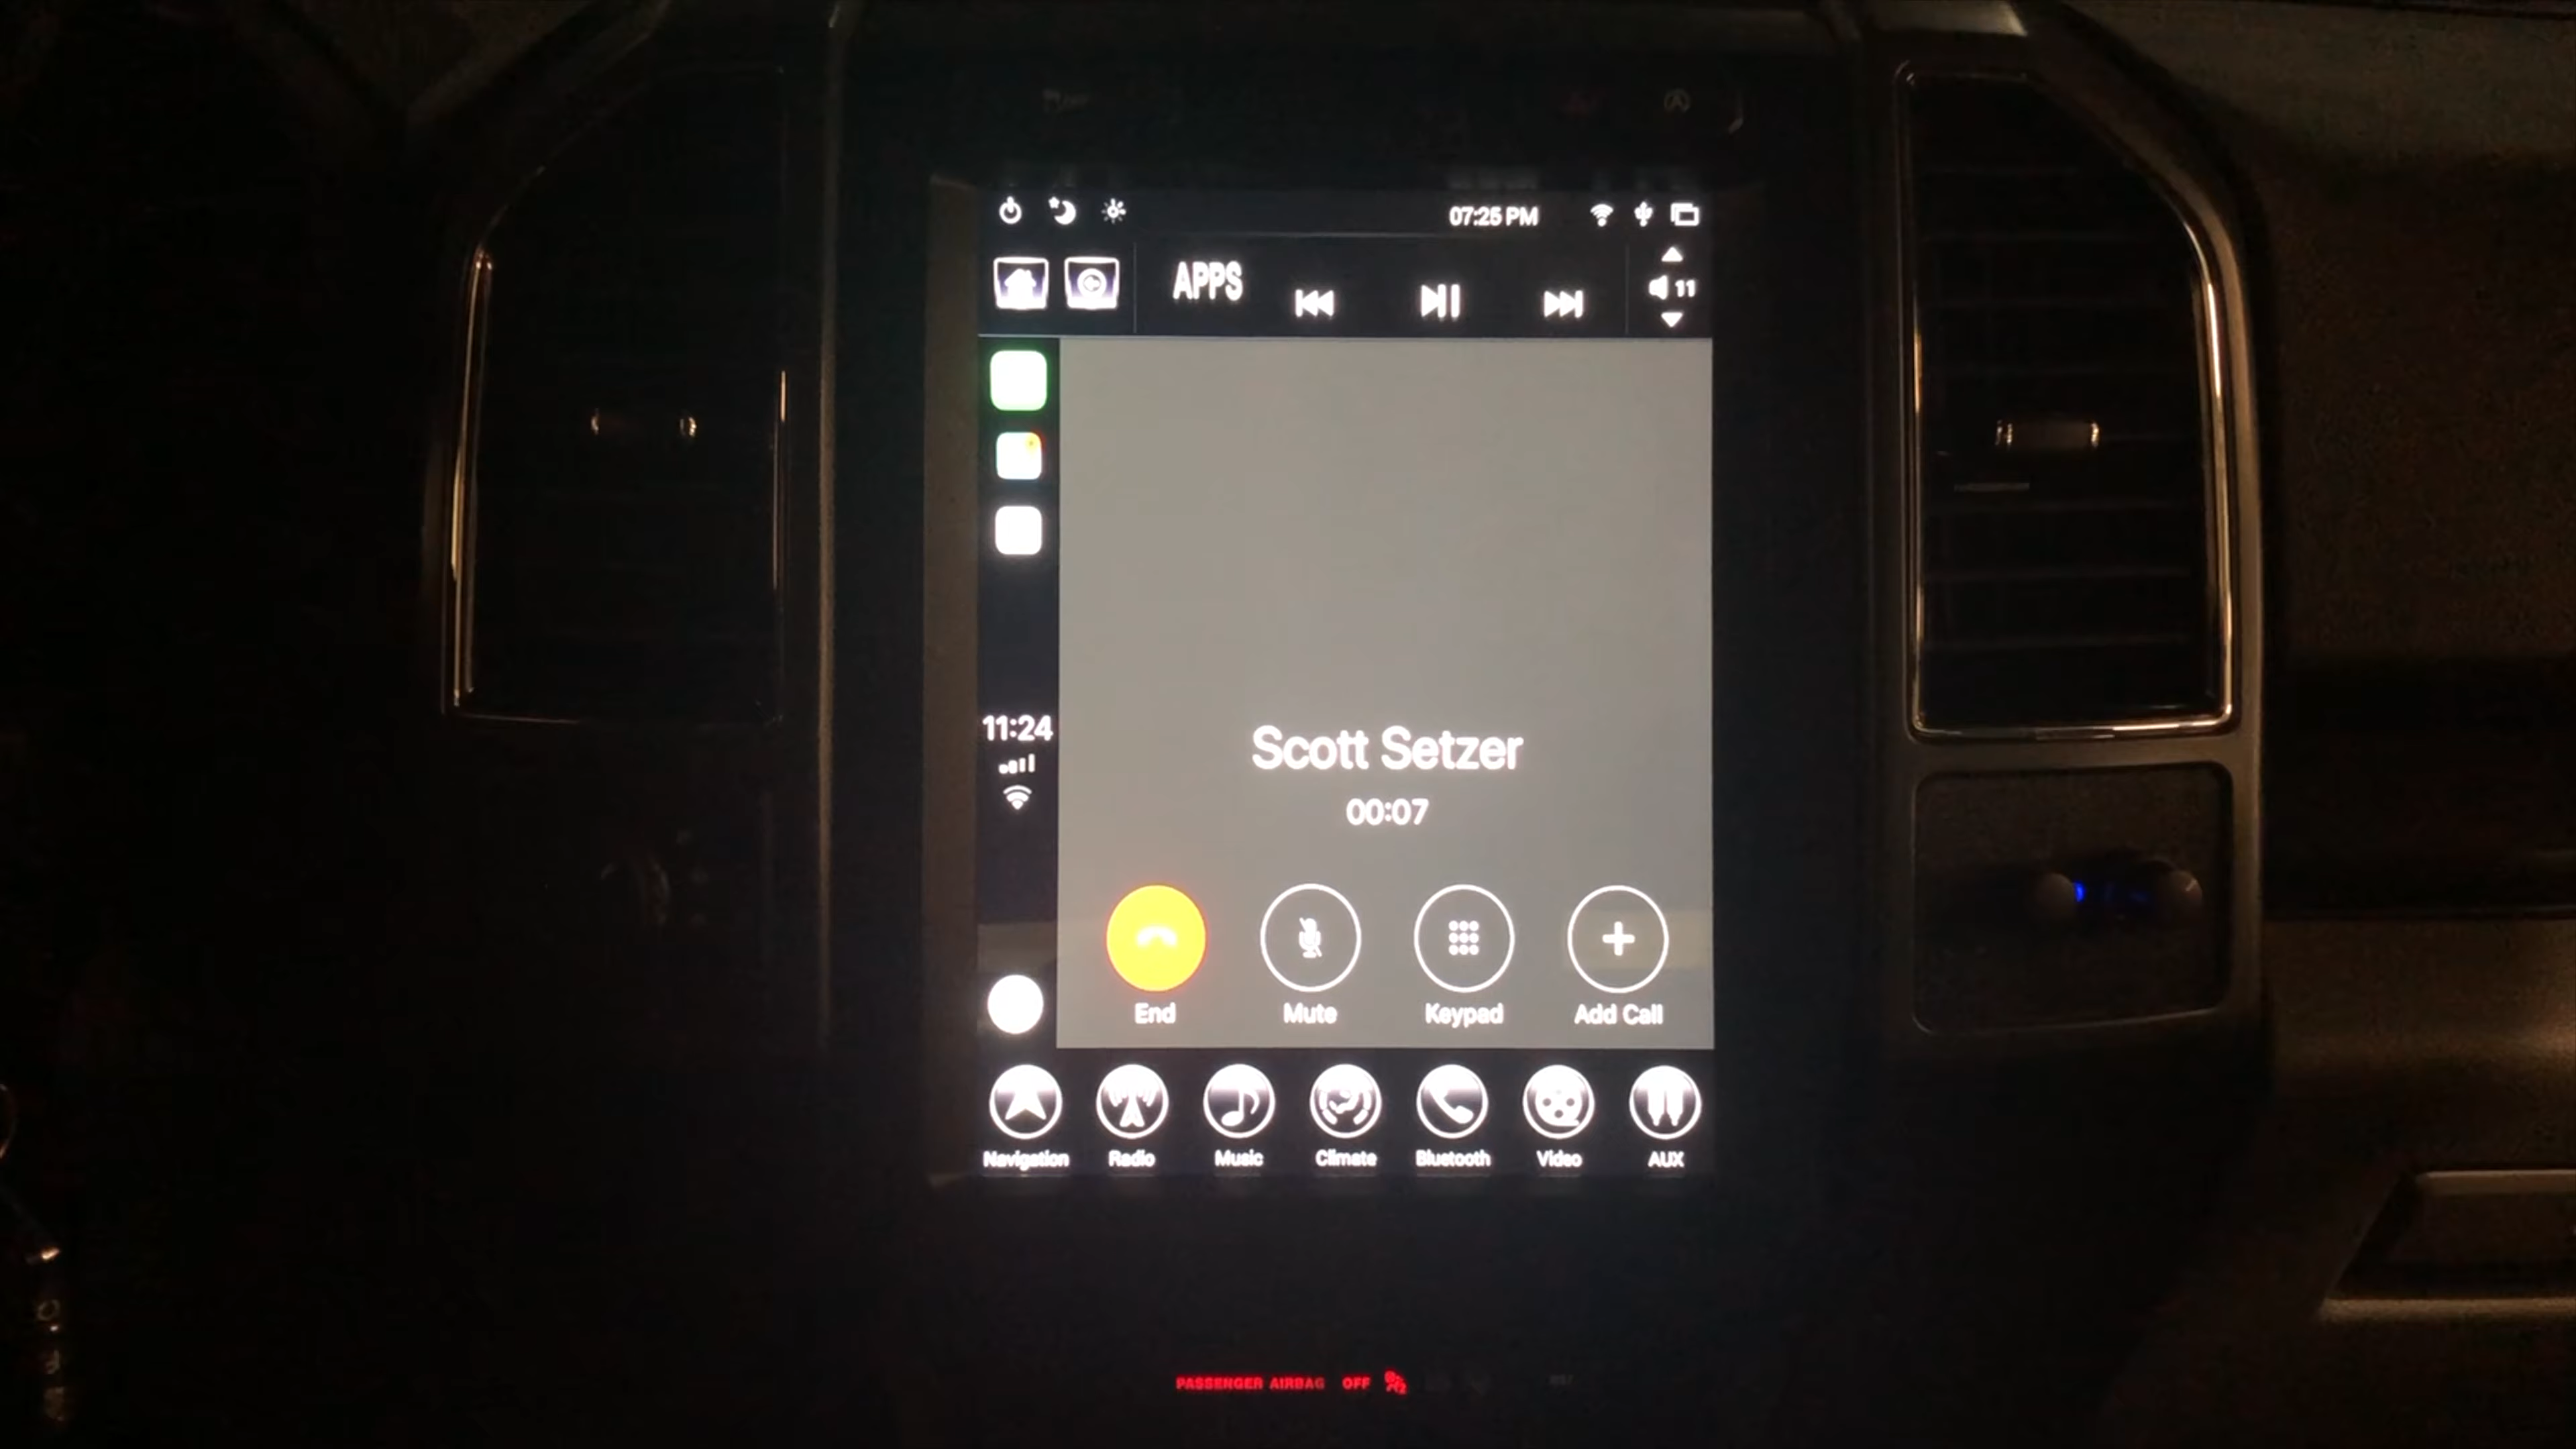 07:25 PM
APPS
11
11:24
Scott Setzer
00:07
End Mute Keypad Add Call
Navigation Radio Music Climate Bluetooth Video AUX
PASSENGER AIRBAG OFF